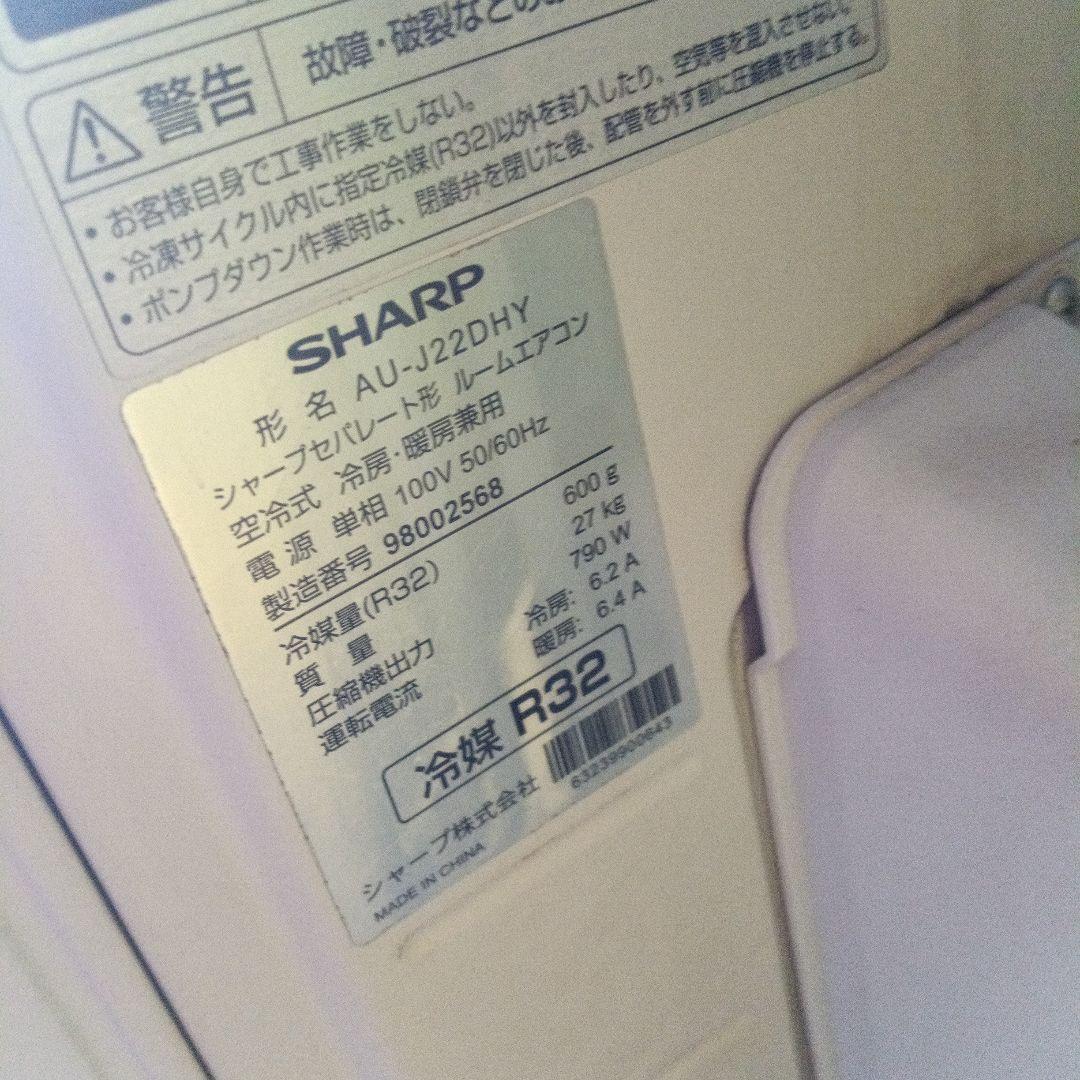 警告
故障・破裂などの
・お客様自身で工事作業をしない。
・冷凍サイクル内に指定冷媒(R32)以外を封入したり、空気等を混入させない。
・ポンプダウン作業時は、閉鎖弁を閉じた後、配管を外す前に圧縮機を停止する。
SHARP
形 名 AU-J22DHY
シャープセパレート形 ルームエアコン
空冷式 冷房・暖房兼用
電 源 単相 100V 50/60Hz
製造番号 98002568
冷媒量(R32) 600 g
質 量 27 kg
圧縮機出力 790 W
運転電流 冷房: 6.2 A
暖房: 6.4 A
冷媒 R32
63239900643
シャープ株式会社
MADE IN CHINA